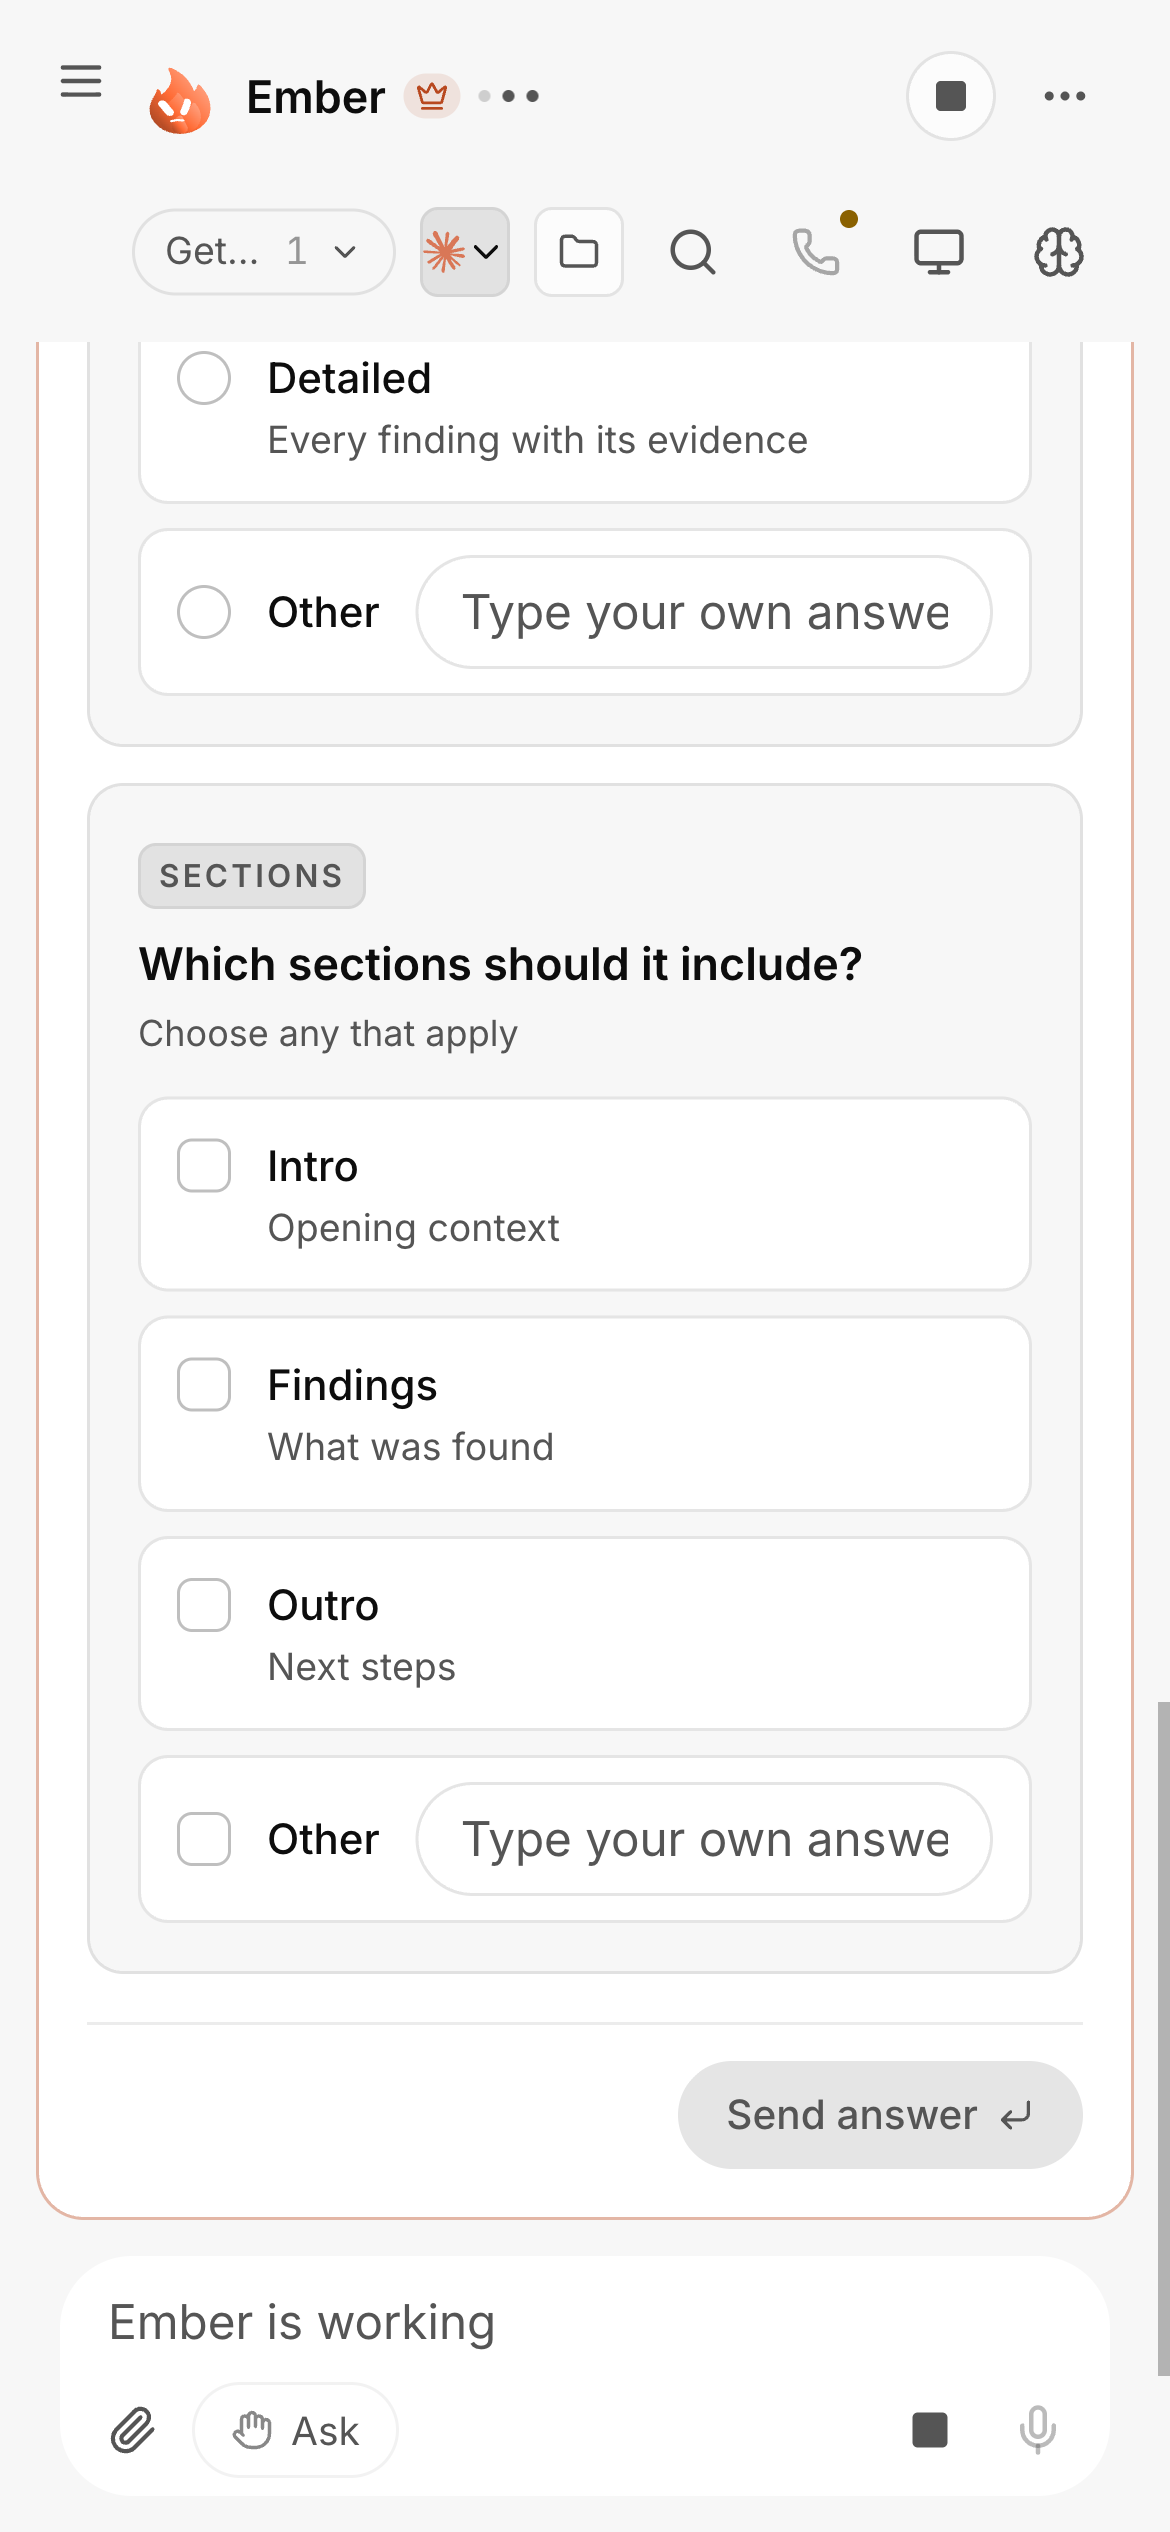 Ember
Get... 1
Detailed
Every finding with its evidence
Other Type your own answe
SECTIONS
Which sections should it include?
Choose any that apply
Intro
Opening context
Findings
What was found
Outro
Next steps
Other Type your own answe
Send answer
Ember is working
Ask